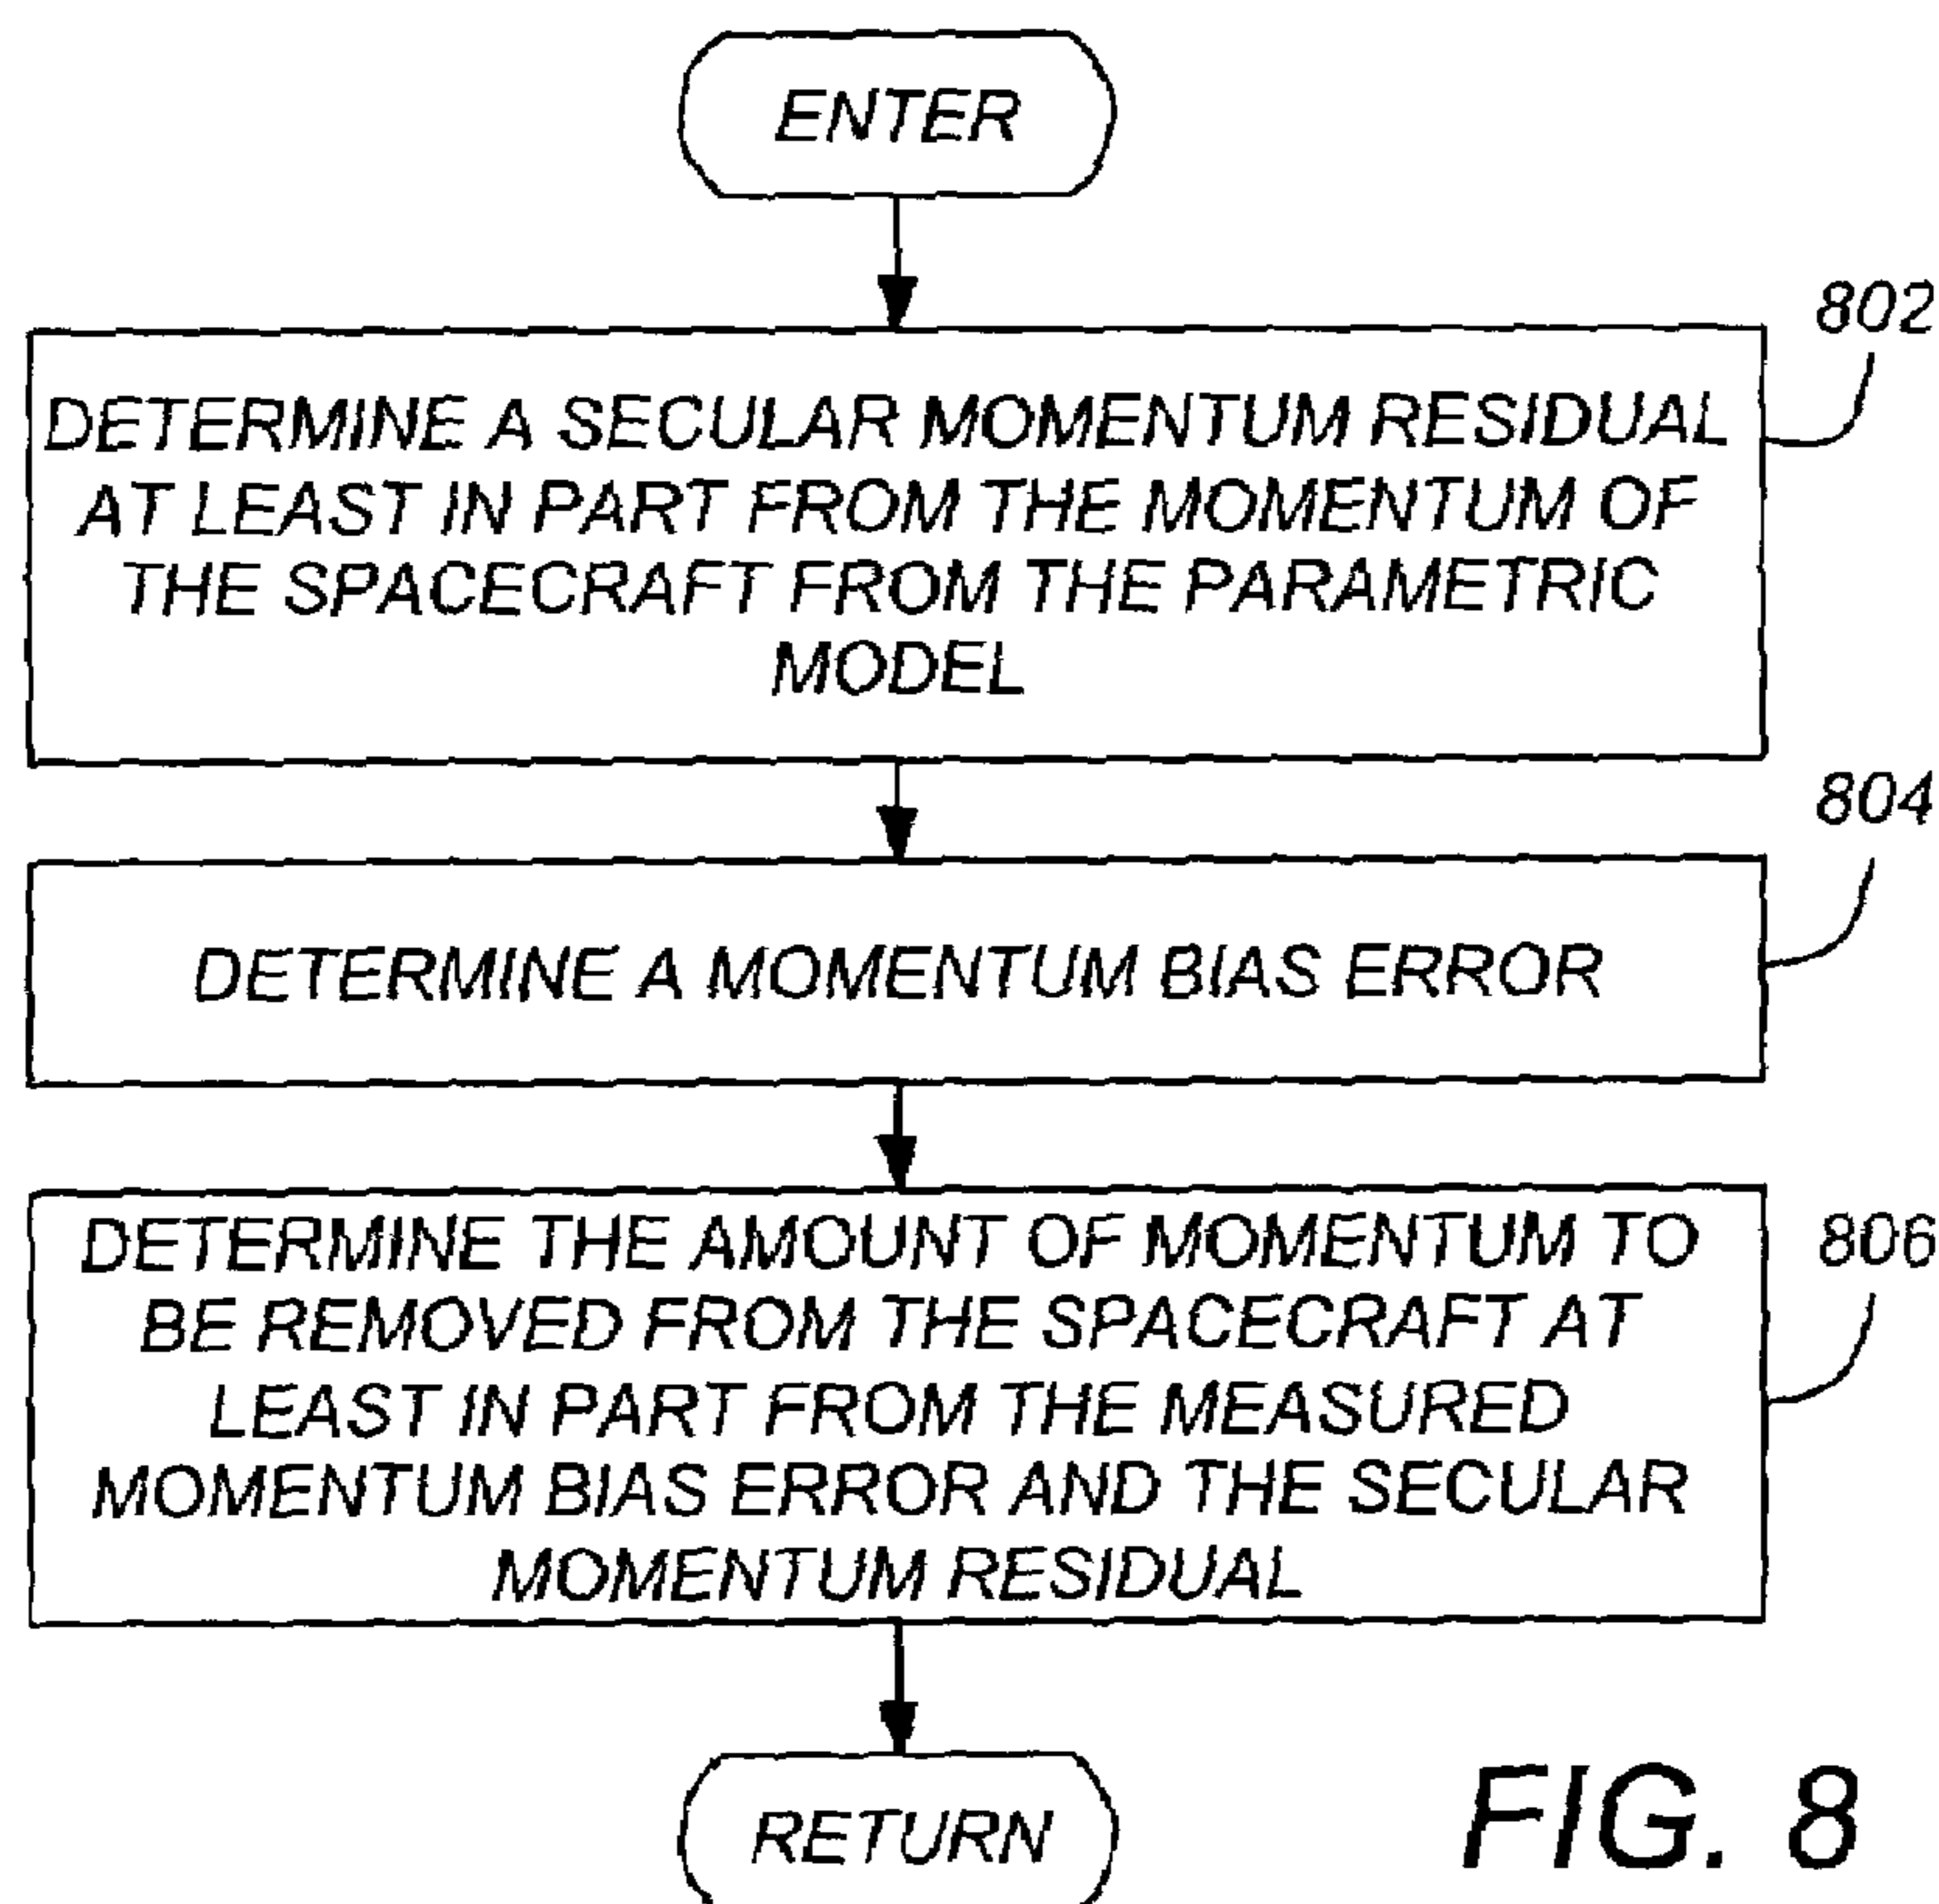 ENTER
802
DETERMINE A SECULAR MOMENTUM RESIDUAL
AT LEAST IN PART FROM THE MOMENTUM OF
THE SPACECRAFT FROM THE PARAMETRIC
MODEL
804
DETERMINE A MOMENTUM BIAS ERROR
806
DETERMINE THE AMOUNT OF MOMENTUM TO
BE REMOVED FROM THE SPACECRAFT AT
LEAST IN PART FROM THE MEASURED
MOMENTUM BIAS ERROR AND THE SECULAR
MOMENTUM RESIDUAL
RETURN
FIG. 8